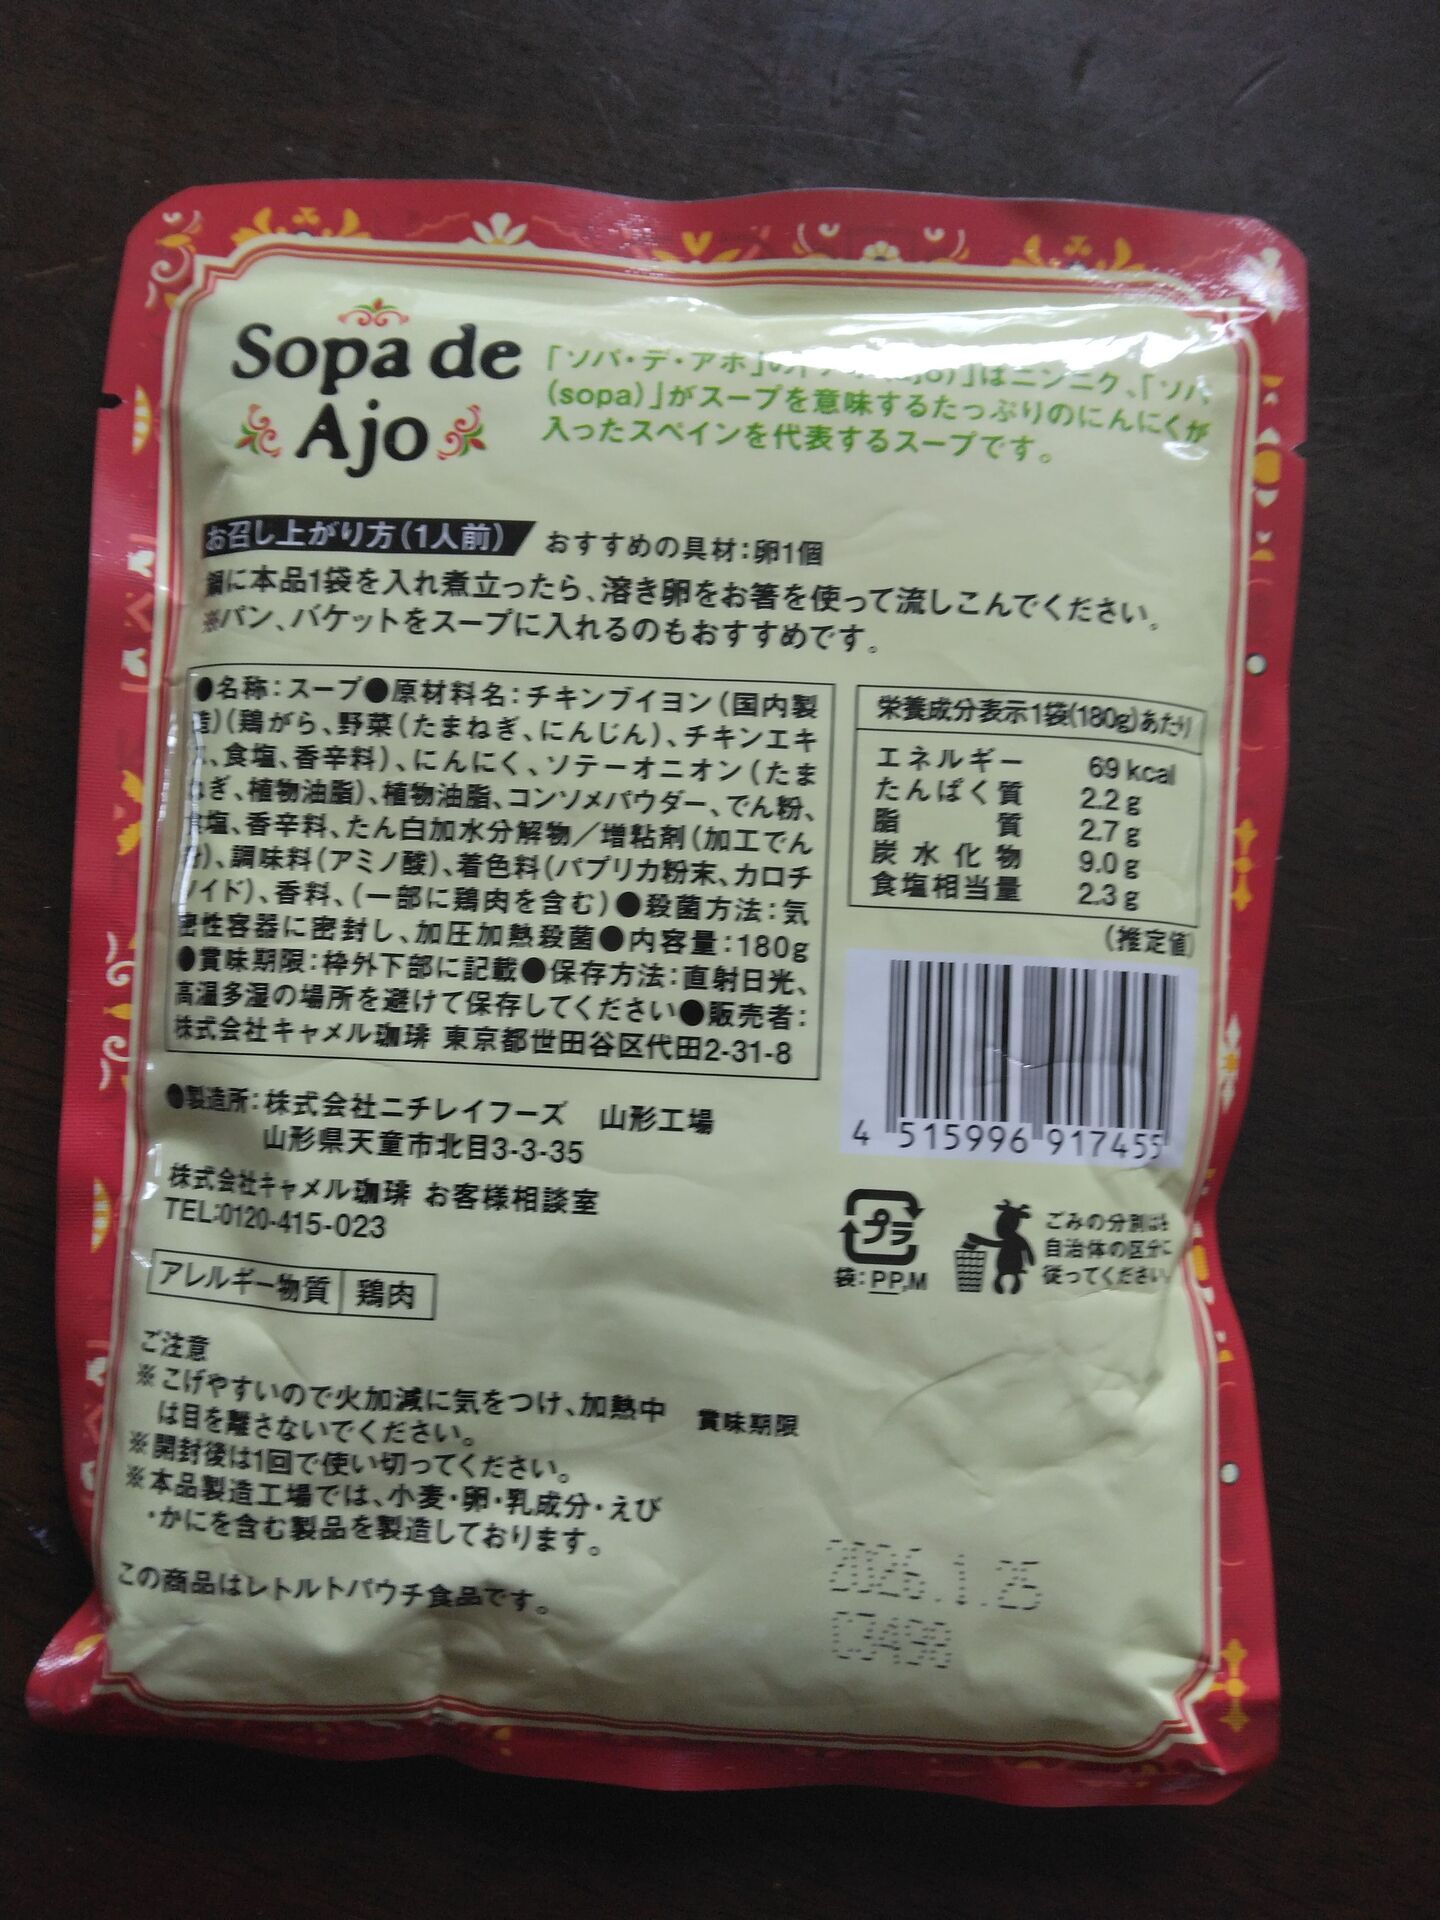 Sopa de
Ajo
「ソパ・デ・アホ」の「アホ(ajo)」はニンニク、「ソパ
(sopa)」がスープを意味するたっぷりのにんにくが
入ったスペインを代表するスープです。
お召し上がり方(1人前) おすすめの具材:卵1個
鍋に本品1袋を入れ煮立ったら、溶き卵をお箸を使って流しこんでください。
※パン、バケットをスープに入れるのもおすすめです。
●名称:スープ●原材料名:チキンブイヨン(国内製
造)(鶏がら、野菜(たまねぎ、にんじん)、チキンエキ
ス、食塩、香辛料)、にんにく、ソテーオニオン(たま
ねぎ、植物油脂)、植物油脂、コンソメパウダー、でん粉、
食塩、香辛料、たん白加水分解物/増粘剤(加工でん
粉)、調味料(アミノ酸)、着色料(パプリカ粉末、カロチ
ノイド)、香料、(一部に鶏肉を含む)●殺菌方法:気
密性容器に密封し、加圧加熱殺菌●内容量:180g
●賞味期限:枠外下部に記載●保存方法:直射日光、
高温多湿の場所を避けて保存してください●販売者:
株式会社キャメル珈琲 東京都世田谷区代田2-31-8
栄養成分表示1袋(180g)あたり
エネルギー 69 kcal
たんぱく質 2.2 g
脂質 2.7 g
炭水化物 9.0 g
食塩相当量 2.3 g
(推定値)
4 515996 917455
●製造所:株式会社ニチレイフーズ 山形工場
山形県天童市北目3-3-35
株式会社キャメル珈琲 お客様相談室
TEL:0120-415-023
プラ
袋:PP,M
ごみの分別は各
自治体の区分に
従ってください
アレルギー物質 鶏肉
ご注意
※こげやすいので火加減に気をつけ、加熱中
は目を離さないでください。
※開封後は1回で使い切ってください。
※本品製造工場では、小麦・卵・乳成分・えび
・かにを含む製品を製造しております。
この商品はレトルトパウチ食品です。
賞味期限
2026.1.25